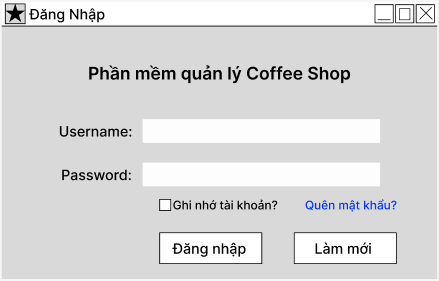 Đăng Nhập
Phần mềm quản lý Coffee Shop
Username:
Password:
Ghi nhớ tài khoản? Quên mật khẩu?
Đăng nhập Làm mới